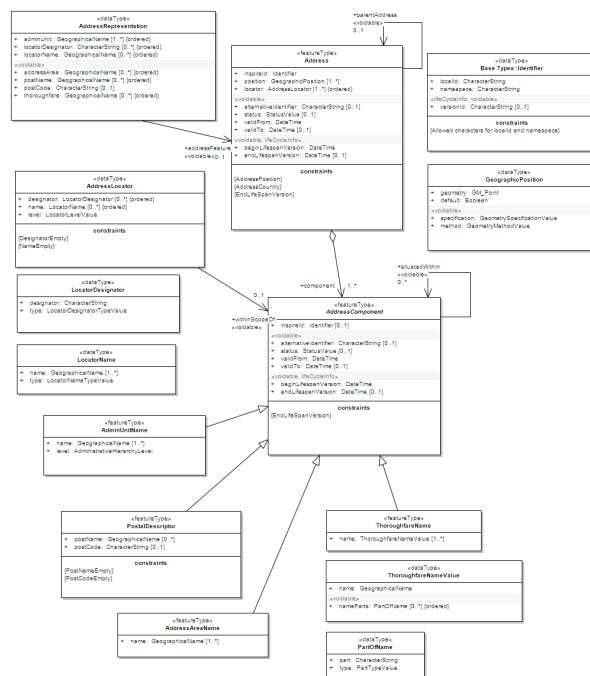 «dataType»
AddressRepresentation
+ adminUnit: GeographicalName [1..*] {ordered}
+ locatorDesignator: CharacterString [0..*] {ordered}
+ locatorName: GeographicalName [0..*] {ordered}
«voidable»
+ addressArea: GeographicalName [0..*] {ordered}
+ postName: GeographicalName [0..*] {ordered}
+ postCode: CharacterString [0..1]
+ thoroughfare: GeographicalName [0..*] {ordered}
+parentAddress
«voidable»
0..1
«featureType»
Address
+ inspireId: Identifier
+ position: GeographicPosition [1..*]
+ locator: AddressLocator [1..*] {ordered}
«voidable»
+ alternativeIdentifier: CharacterString [0..1]
+ status: StatusValue [0..1]
+ validFrom: DateTime
+ validTo: DateTime [0..1]
«voidable, lifeCycleInfo»
+ beginLifespanVersion: DateTime
+ endLifespanVersion: DateTime [0..1]
constraints
{AddressPosition}
{AddressCountry}
{EndLifeSpanVersion}
«dataType»
Base Types::Identifier
+ localId: CharacterString
+ namespace: CharacterString
«lifeCycleInfo, voidable»
+ versionId: CharacterString [0..1]
constraints
{Allowed characters for localId and namespace}
+addressFeature
«voidable» 0..1
«dataType»
GeographicPosition
+ geometry: GM_Point
+ default: Boolean
«voidable»
+ specification: GeometrySpecificationValue
+ method: GeometryMethodValue
«dataType»
AddressLocator
+ designator: LocatorDesignator [0..*] {ordered}
+ name: LocatorName [0..*] {ordered}
+ level: LocatorLevelValue
constraints
{DesignatorEmpty}
{NameEmpty}
+situatedWithin
«voidable»
0..*
+component 1..*
0..1
+withinScopeOf
«voidable»
«featureType»
AddressComponent
+ inspireId: Identifier [0..1]
«voidable»
+ alternativeIdentifier: CharacterString [0..1]
+ status: StatusValue [0..1]
+ validFrom: DateTime
+ validTo: DateTime [0..1]
«voidable, lifeCycleInfo»
+ beginLifespanVersion: DateTime
+ endLifespanVersion: DateTime [0..1]
constraints
{EndLifeSpanVersion}
«dataType»
LocatorDesignator
+ designator: CharacterString
+ type: LocatorDesignatorTypeValue
«dataType»
LocatorName
+ name: GeographicalName [1..*]
+ type: LocatorNameTypeValue
«featureType»
AdminUnitName
+ name: GeographicalName [1..*]
+ level: AdministrativeHierarchyLevel
«featureType»
PostalDescriptor
+ postName: GeographicalName [0..*]
+ postCode: CharacterString [0..1]
constraints
{PostNameEmpty}
{PostCodeEmpty}
«featureType»
ThoroughfareName
+ name: ThoroughfareNameValue [1..*]
«dataType»
ThoroughfareNameValue
+ name: GeographicalName
«voidable»
+ nameParts: PartOfName [0..*] {ordered}
«featureType»
AddressAreaName
+ name: GeographicalName [1..*]
«dataType»
PartOfName
+ part: CharacterString
+ type: PartTypeValue